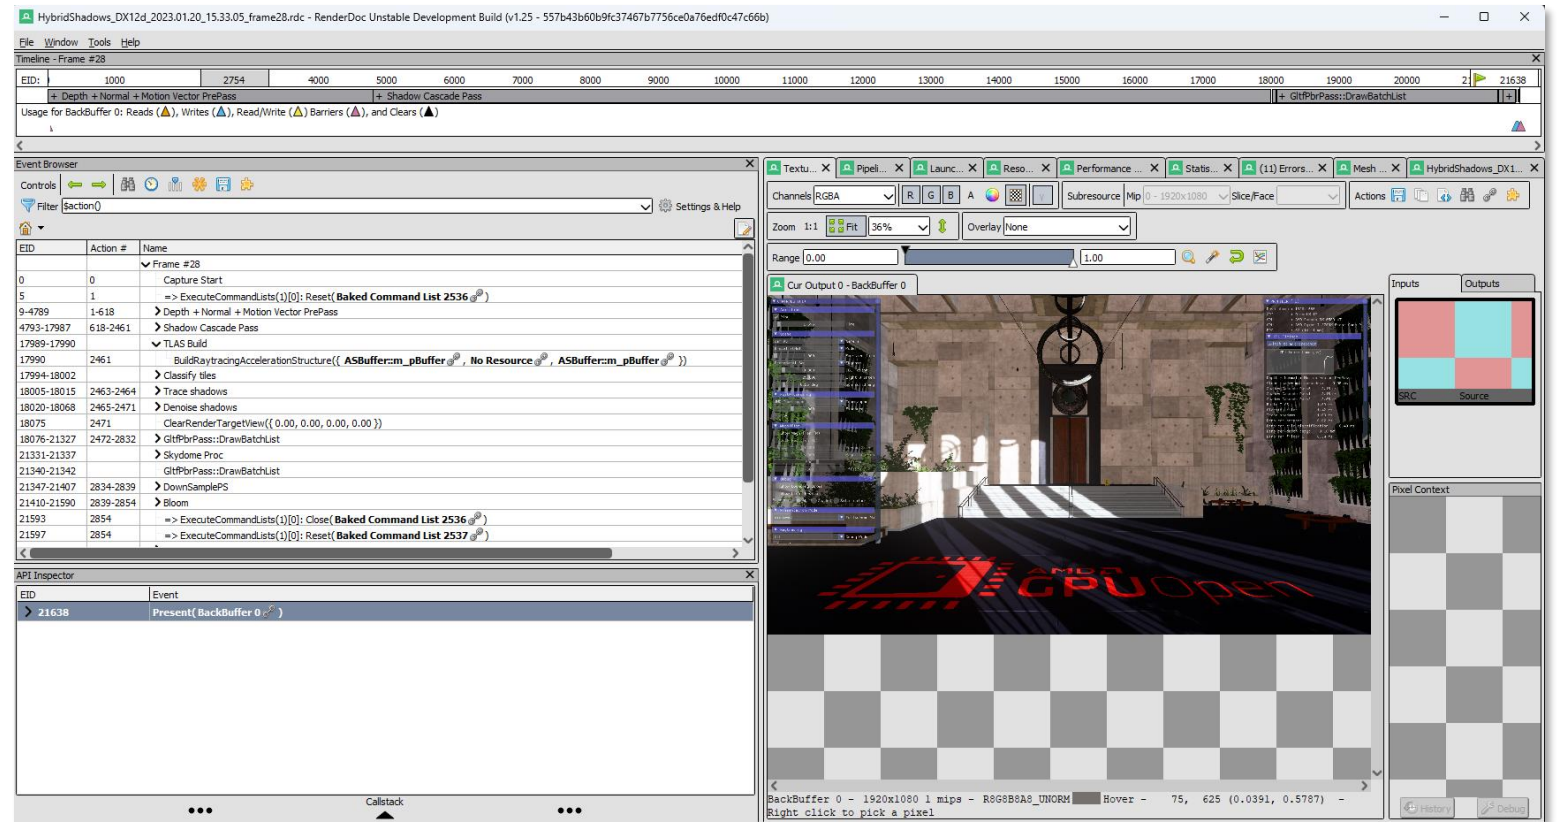 HybridShadows_DX12d_2023.01.20_15.33.05_frame28.rdc - RenderDoc Unstable Development Build (v1.25 - 557b43b60b9fc37467b7756ce0a76edf0c47c66b)
File Window Tools Help
Timeline - Frame #28
EID: 1000 2754 4000 5000 6000 7000 8000 9000 10000 11000 12000 13000 14000 15000 16000 17000 18000 19000 20000 21 21638
+ Depth + Normal + Motion Vector PrePass + Shadow Cascade Pass + GltfPbrPass::DrawBatchList +
Usage for BackBuffer 0: Reads (▲), Writes (▲), Read/Write (▲) Barriers (▲), and Clears (▲)
Event Browser
Controls
Filter $action() Settings & Help
EID Action # Name
Frame #28
0 0 Capture Start
5 1 => ExecuteCommandLists(1)[0]: Reset( Baked Command List 2536 )
9-4789 1-618 Depth + Normal + Motion Vector PrePass
4793-17987 618-2461 Shadow Cascade Pass
17989-17990 TLAS Build
17990 2461 BuildRaytracingAccelerationStructure({ ASBuffer::m_pBuffer , No Resource , ASBuffer::m_pBuffer })
17994-18002 Classify tiles
18005-18015 2463-2464 Trace shadows
18020-18068 2465-2471 Denoise shadows
18075 2471 ClearRenderTargetView({ 0.00, 0.00, 0.00, 0.00 })
18076-21327 2472-2832 GltfPbrPass::DrawBatchList
21331-21337 Skydome Proc
21340-21342 GltfPbrPass::DrawBatchList
21347-21407 2834-2839 DownSamplePS
21410-21590 2839-2854 Bloom
21593 2854 => ExecuteCommandLists(1)[0]: Close( Baked Command List 2536 )
21597 2854 => ExecuteCommandLists(1)[0]: Reset( Baked Command List 2537 )
API Inspector
EID Event
21638 Present( BackBuffer 0 )
Callstack
Textu... Pipeli... Launc... Reso... Performance ... Statis... (11) Errors... Mesh ... HybridShadows_DX1...
Channels RGBA R G B A γ Subresource Mip 0 - 1920x1080 Slice/Face Actions
Zoom 1:1 Fit 36% Overlay None
Range 0.00 1.00
Cur Output 0 - BackBuffer 0
AMD
GPUOpen
BackBuffer 0 - 1920x1080 1 mips - R8G8B8A8_UNORM Hover - 75, 625 (0.0391, 0.5787) -
Right click to pick a pixel
Inputs Outputs
SRC Source
Pixel Context
History Debug